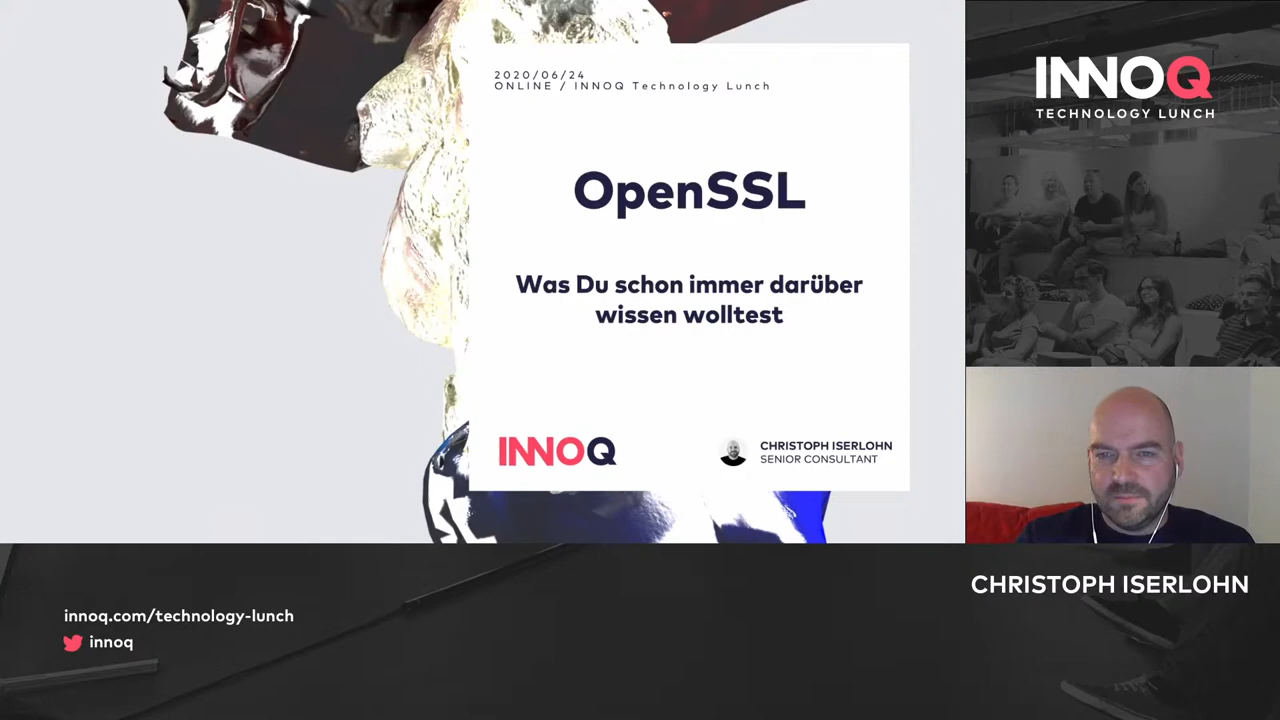 2020/06/24
ONLINE / INNOQ Technology Lunch
OpenSSL
Was Du schon immer darüber
wissen wolltest
INNOQ
CHRISTOPH ISERLOHN
SENIOR CONSULTANT
INNOQ
TECHNOLOGY LUNCH
CHRISTOPH ISERLOHN
innoq.com/technology-lunch
innoq